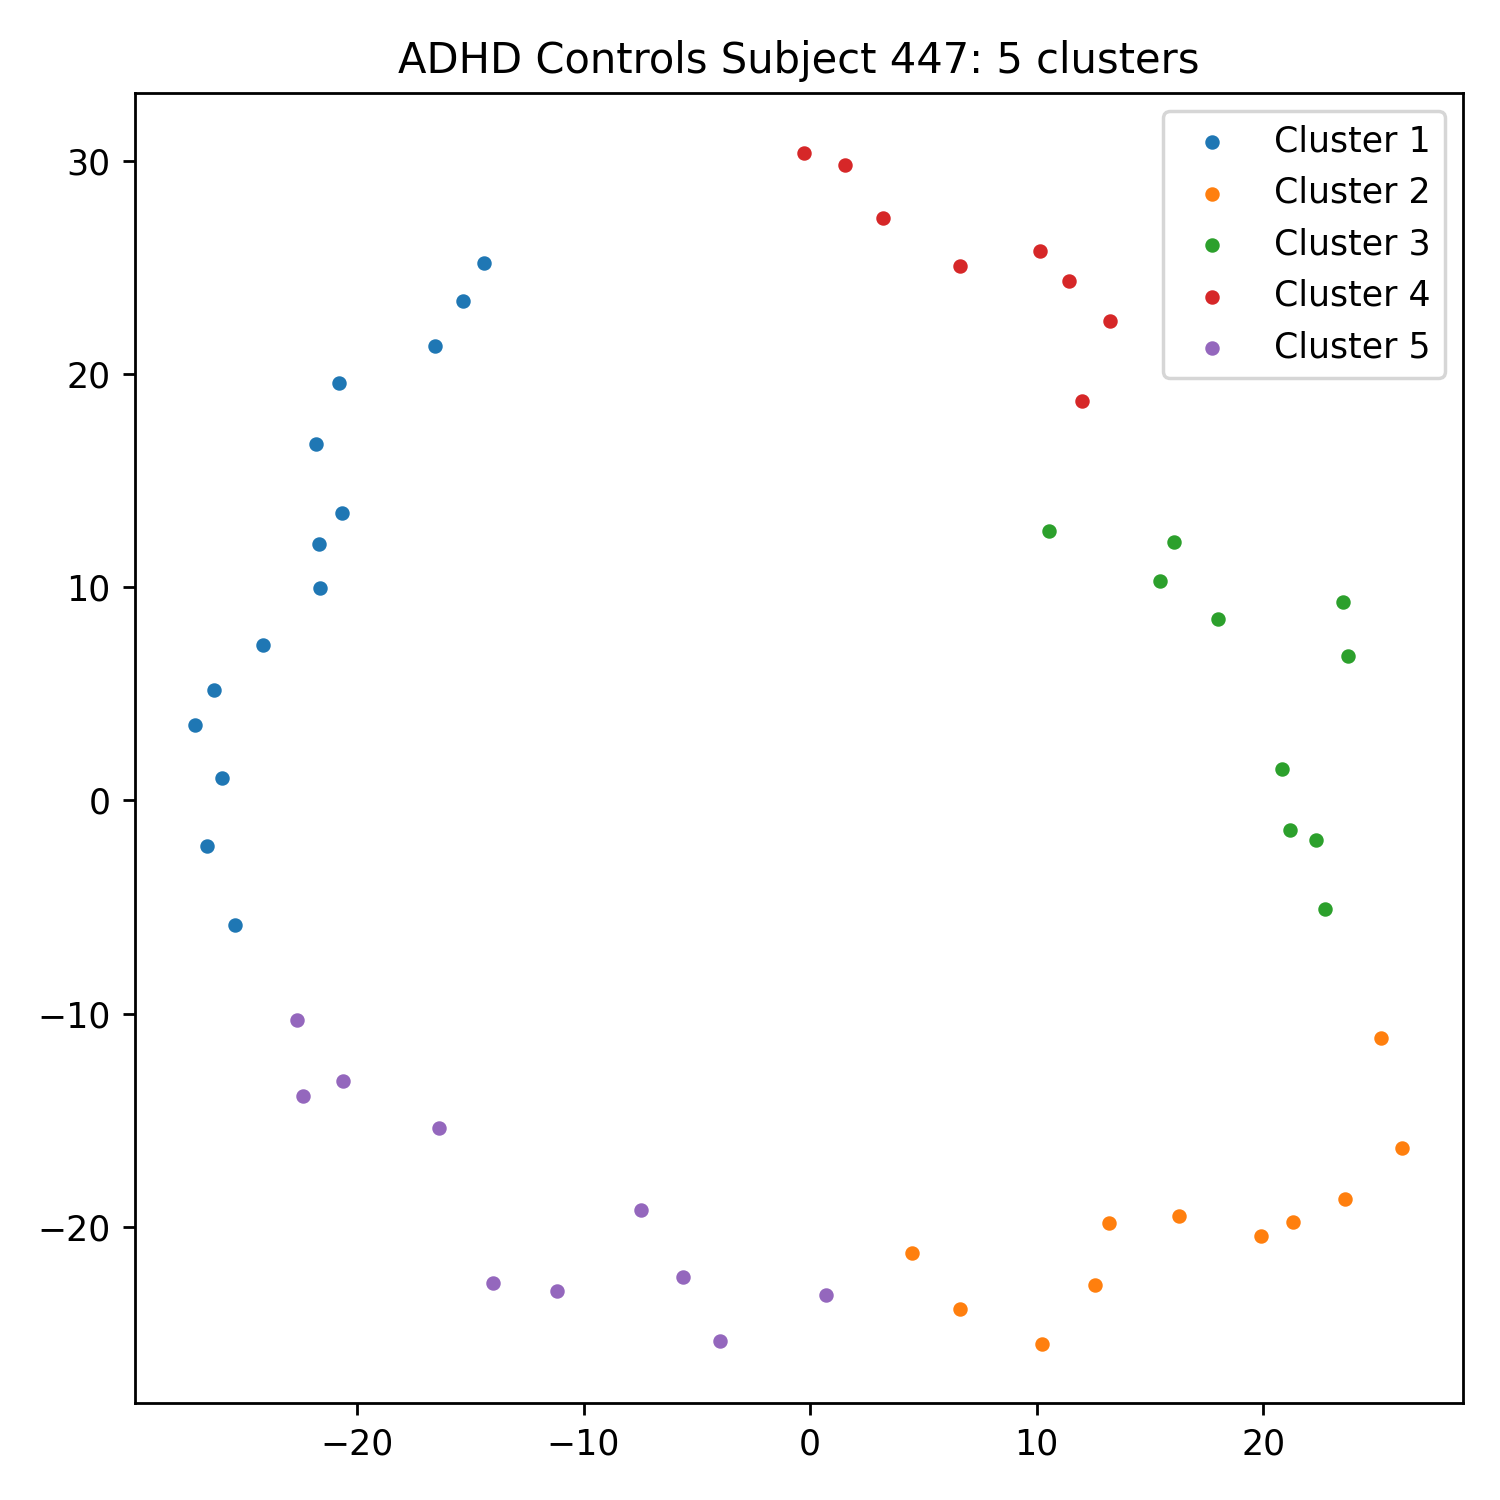 ADHD Controls Subject 447: 5 clusters
Cluster 1
Cluster 2
Cluster 3
Cluster 4
Cluster 5
30
20
10
0
−10
−20
−20 −10 0 10 20